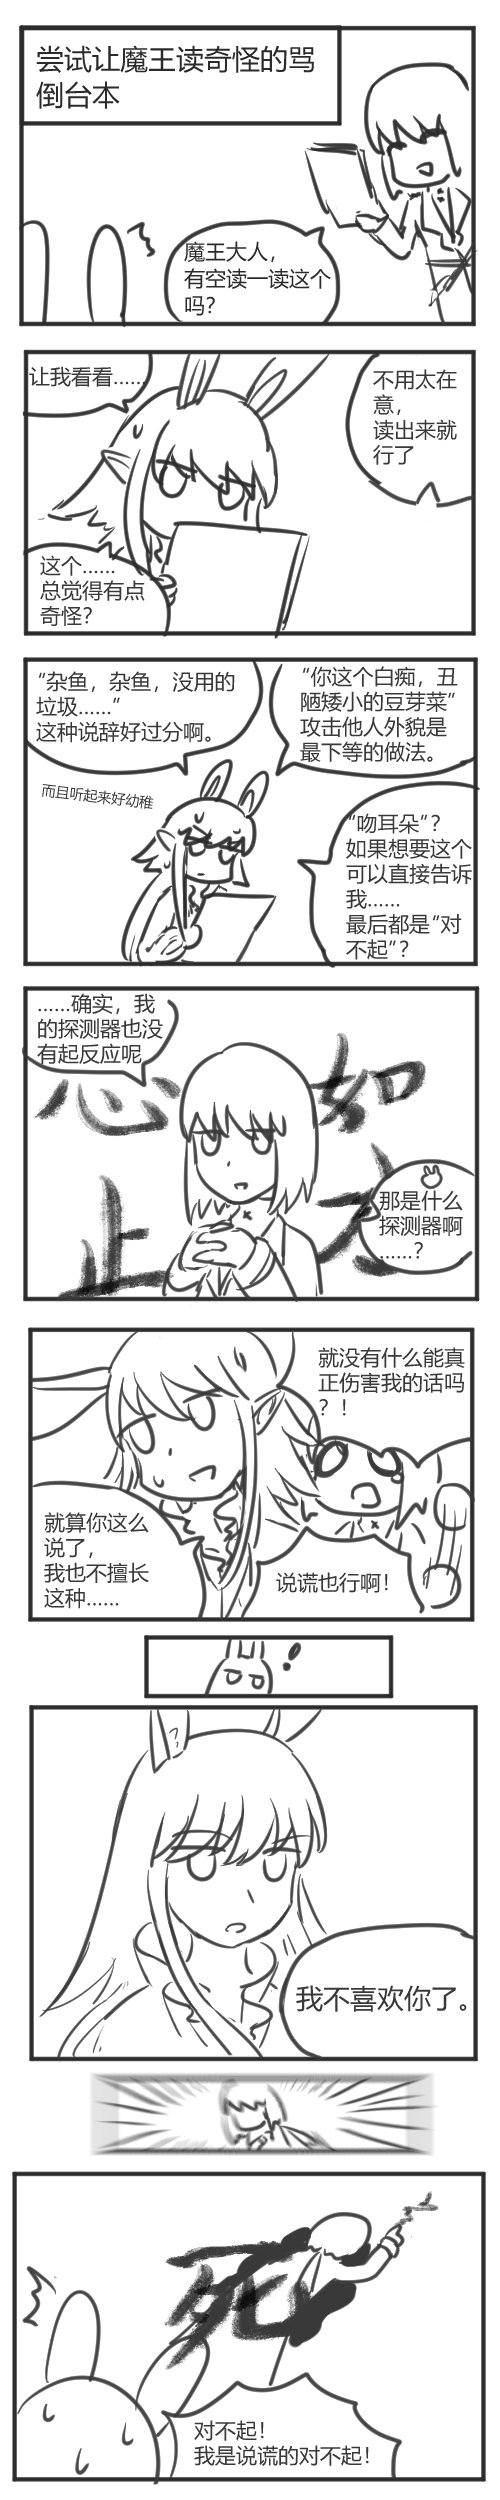 尝试让魔王读奇怪的骂
倒台本
魔王大人，
有空读一读这个
吗？
让我看看……
不用太在
意，
读出来就
行了
这个……
总觉得有点
奇怪？
“杂鱼，杂鱼，没用的
垃圾……”
这种说辞好过分啊。
“你这个白痴，丑
陋矮小的豆芽菜”
攻击他人外貌是
最下等的做法。
而且听起来好幼稚
“吻耳朵”？
如果想要这个
可以直接告诉
我……
最后都是“对
不起”？
……确实，我
的探测器也没
有起反应呢
心如
止水
那是什么
探测器啊
……？
就没有什么能真
正伤害我的话吗
？！
就算你这么
说了，
我也不擅长
这种……
说谎也行啊！
！
我不喜欢你了。
死
对不起！
我是说谎的对不起！